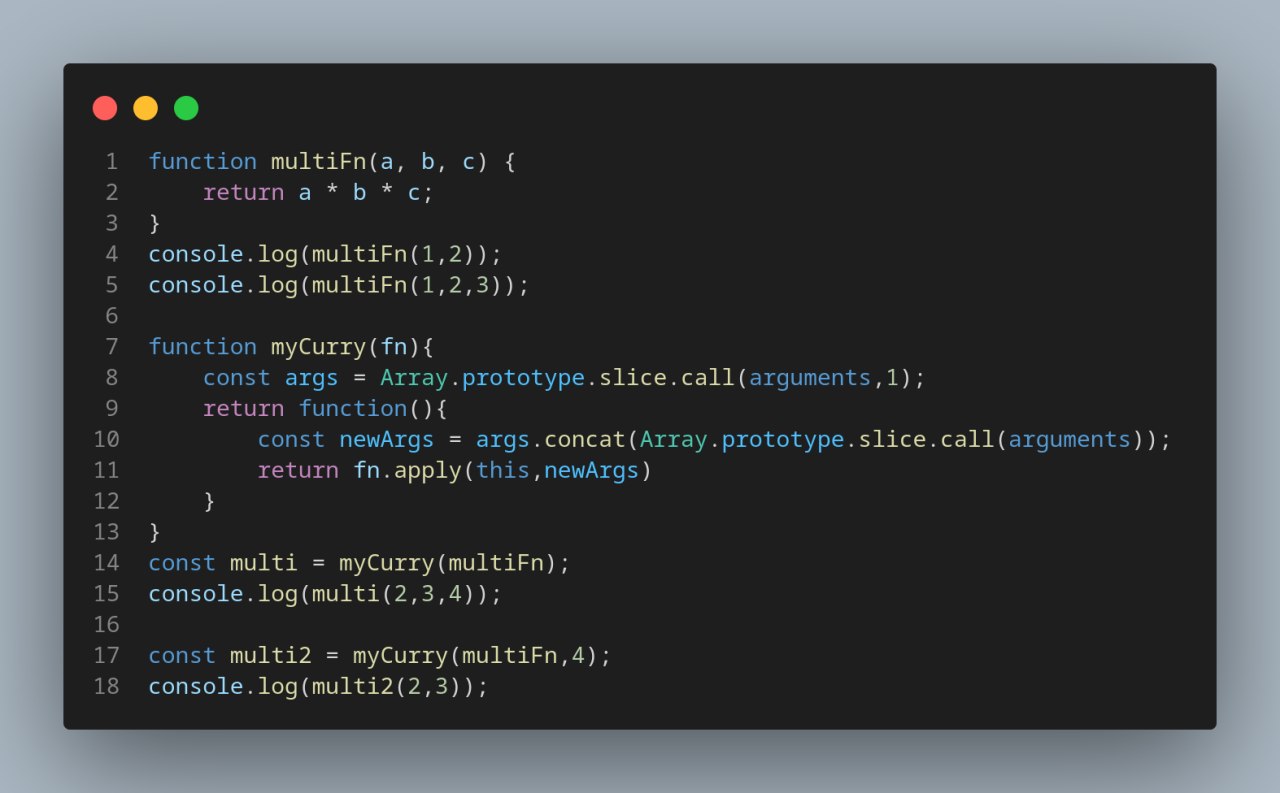 1 function multiFn(a, b, c) {
2     return a * b * c;
3 }
4 console.log(multiFn(1,2));
5 console.log(multiFn(1,2,3));
6
7 function myCurry(fn){
8     const args = Array.prototype.slice.call(arguments,1);
9     return function(){
10         const newArgs = args.concat(Array.prototype.slice.call(arguments));
11         return fn.apply(this,newArgs)
12     }
13 }
14 const multi = myCurry(multiFn);
15 console.log(multi(2,3,4));
16
17 const multi2 = myCurry(multiFn,4);
18 console.log(multi2(2,3));